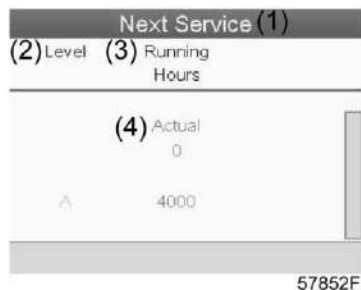 Next Service (1)
(2) Level (3) Running
Hours
(4) Actual
0
A 4000
57852F